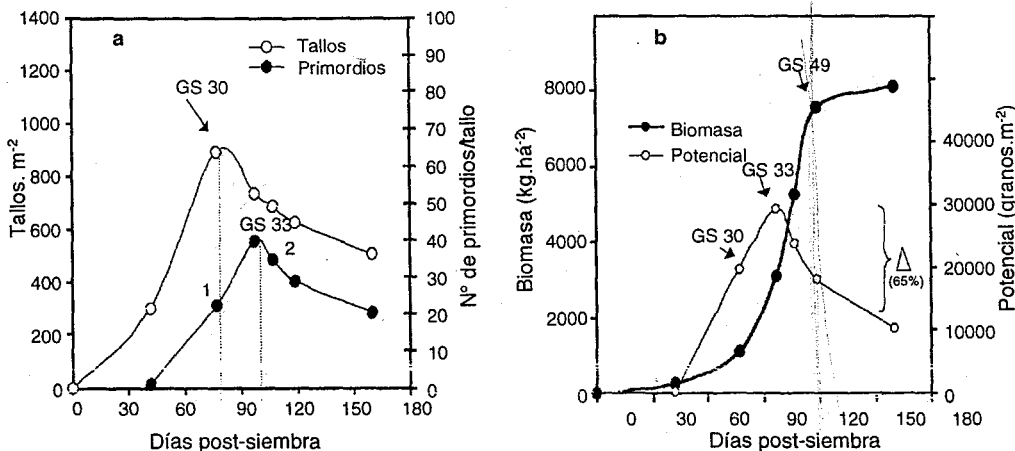 a
Tallos
Primordios
GS 30
GS 33
1
2
1400
1200
1000
800
600
400
200
0
Tallos. m⁻²
100
90
80
70
60
50
40
30
20
10
0
N° de primordios/tallo
0 30 60 90 120 150 180
Días post-siembra
b
GS 49
Biomasa
Potencial
GS 33
GS 30
Δ
(65%)
8000
6000
4000
2000
0
Biomasa (kg.há⁻²)
40000
30000
20000
10000
0
Potencial (granos.m⁻²)
0 30 60 90 120 150 180
Días post-siembra